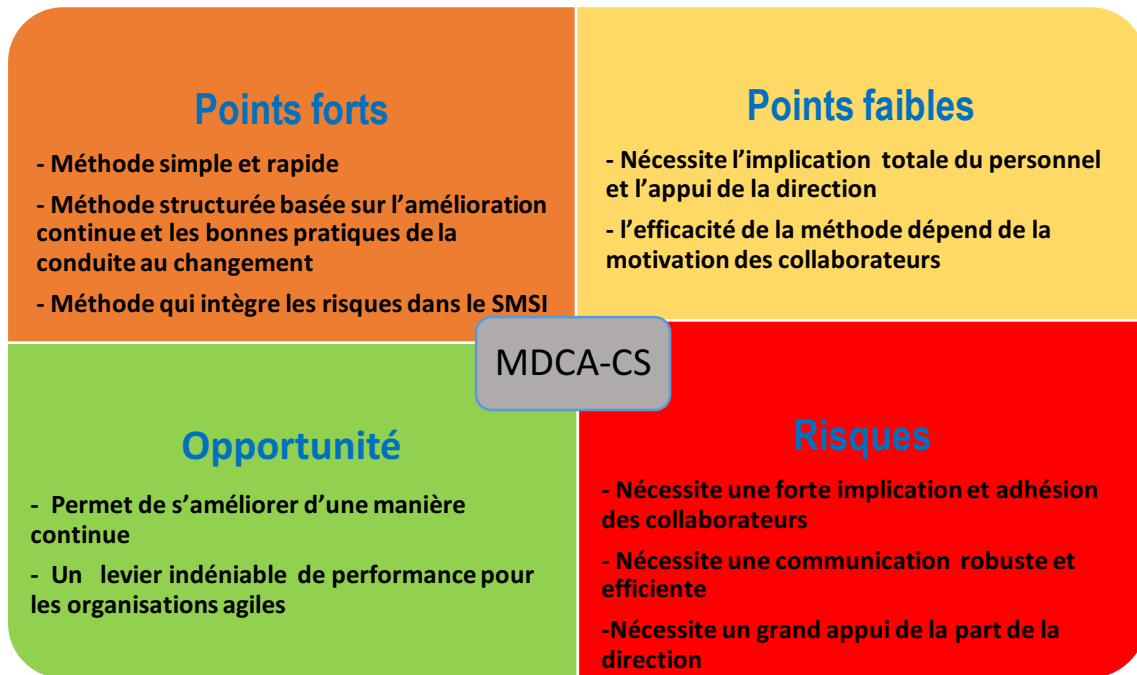 Points forts
- Méthode simple et rapide
- Méthode structurée basée sur l'amélioration
continue et les bonnes pratiques de la
conduite au changement
- Méthode qui intègre les risques dans le SMSI
Points faibles
- Nécessite l'implication totale du personnel
et l'appui de la direction
- l'efficacité de la méthode dépend de la
motivation des collaborateurs
MDCA-CS
Opportunité
- Permet de s'améliorer d'une manière
continue
- Un levier indéniable de performance pour
les organisations agiles
Risques
- Nécessite une forte implication et adhésion
des collaborateurs
- Nécessite une communication robuste et
efficiente
-Nécessite un grand appui de la part de la
direction